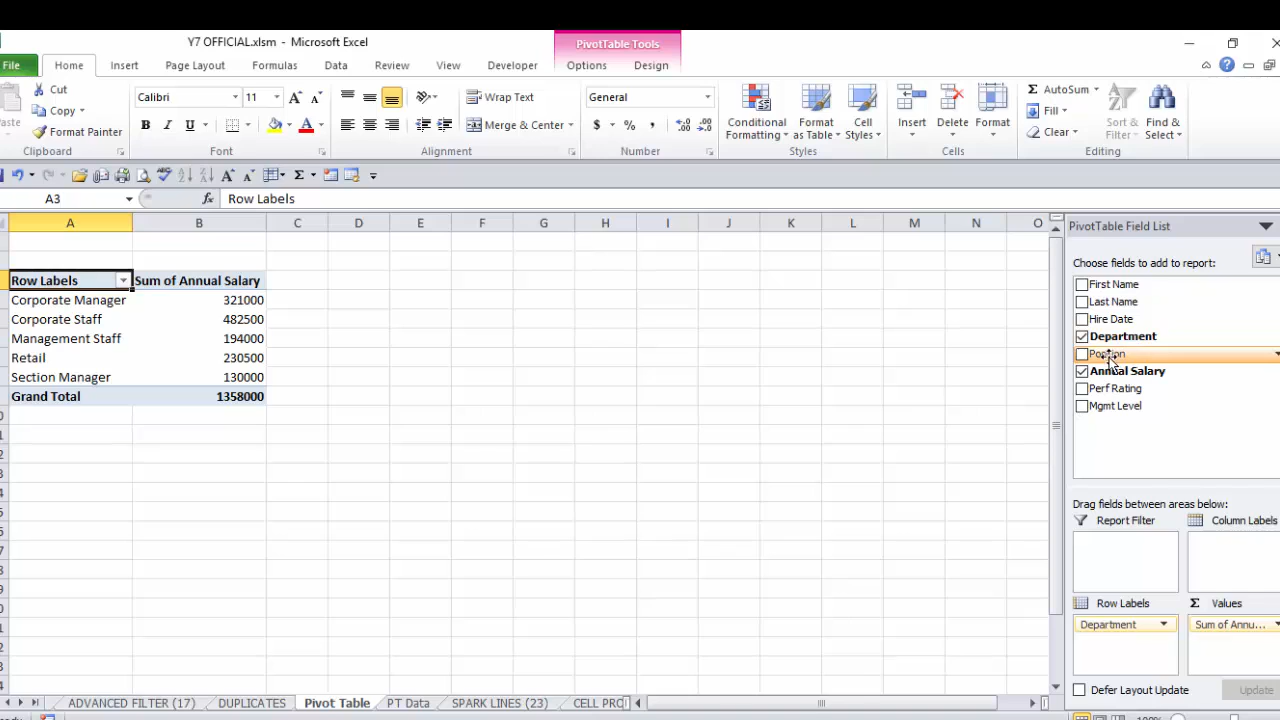 Y7 OFFICIAL.xlsm - Microsoft Excel
PivotTable Tools
File Home Insert Page Layout Formulas Data Review View Developer Options Design
Cut
Copy
Format Painter
Clipboard
Calibri 11
B I U
Font
Wrap Text
Merge & Center
Alignment
General
$ % ,
Number
Conditional Formatting
Format as Table
Cell Styles
Styles
Insert Delete Format
Cells
AutoSum
Fill
Clear
Sort & Filter
Find & Select
Editing
A3 fx Row Labels
A B C D E F G H I J K L M N O
Row Labels Sum of Annual Salary
Corporate Manager 321000
Corporate Staff 482500
Management Staff 194000
Retail 230500
Section Manager 130000
Grand Total 1358000
PivotTable Field List
Choose fields to add to report:
First Name
Last Name
Hire Date
Department
Position
Annual Salary
Perf Rating
Mgmt Level
Drag fields between areas below:
Report Filter Column Labels
Row Labels Σ Values
Department Sum of Annu...
Defer Layout Update Update
ADVANCED FILTER (17) DUPLICATES Pivot Table PT Data SPARK LINES (23) CELL PRO